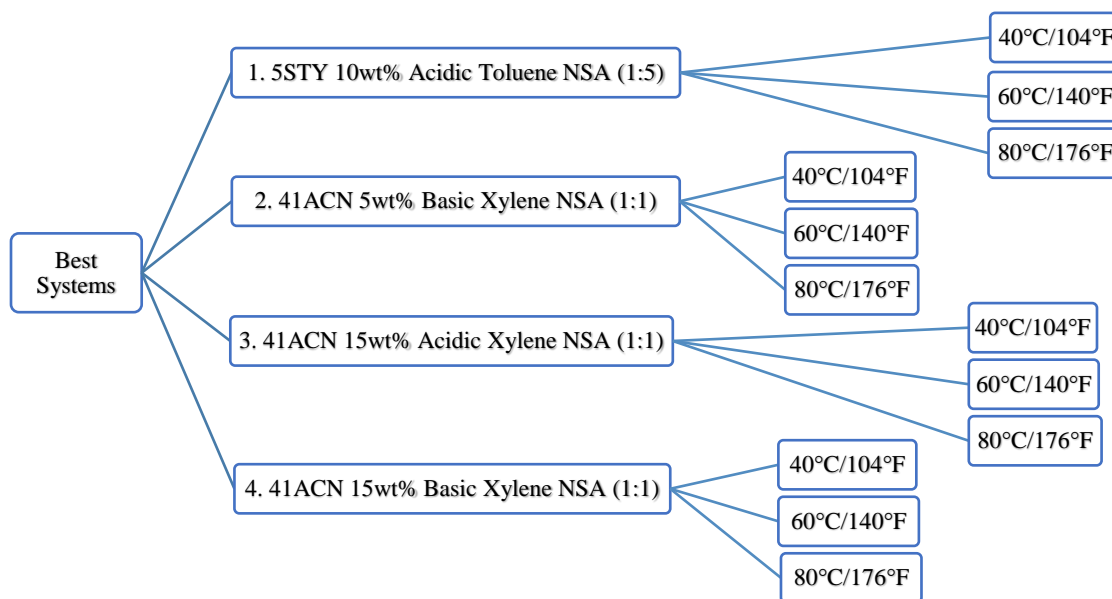 Best
Systems
1. 5STY 10wt% Acidic Toluene NSA (1:5)
40°C/104°F
60°C/140°F
80°C/176°F
2. 41ACN 5wt% Basic Xylene NSA (1:1)
40°C/104°F
60°C/140°F
80°C/176°F
3. 41ACN 15wt% Acidic Xylene NSA (1:1)
40°C/104°F
60°C/140°F
80°C/176°F
4. 41ACN 15wt% Basic Xylene NSA (1:1)
40°C/104°F
60°C/140°F
80°C/176°F